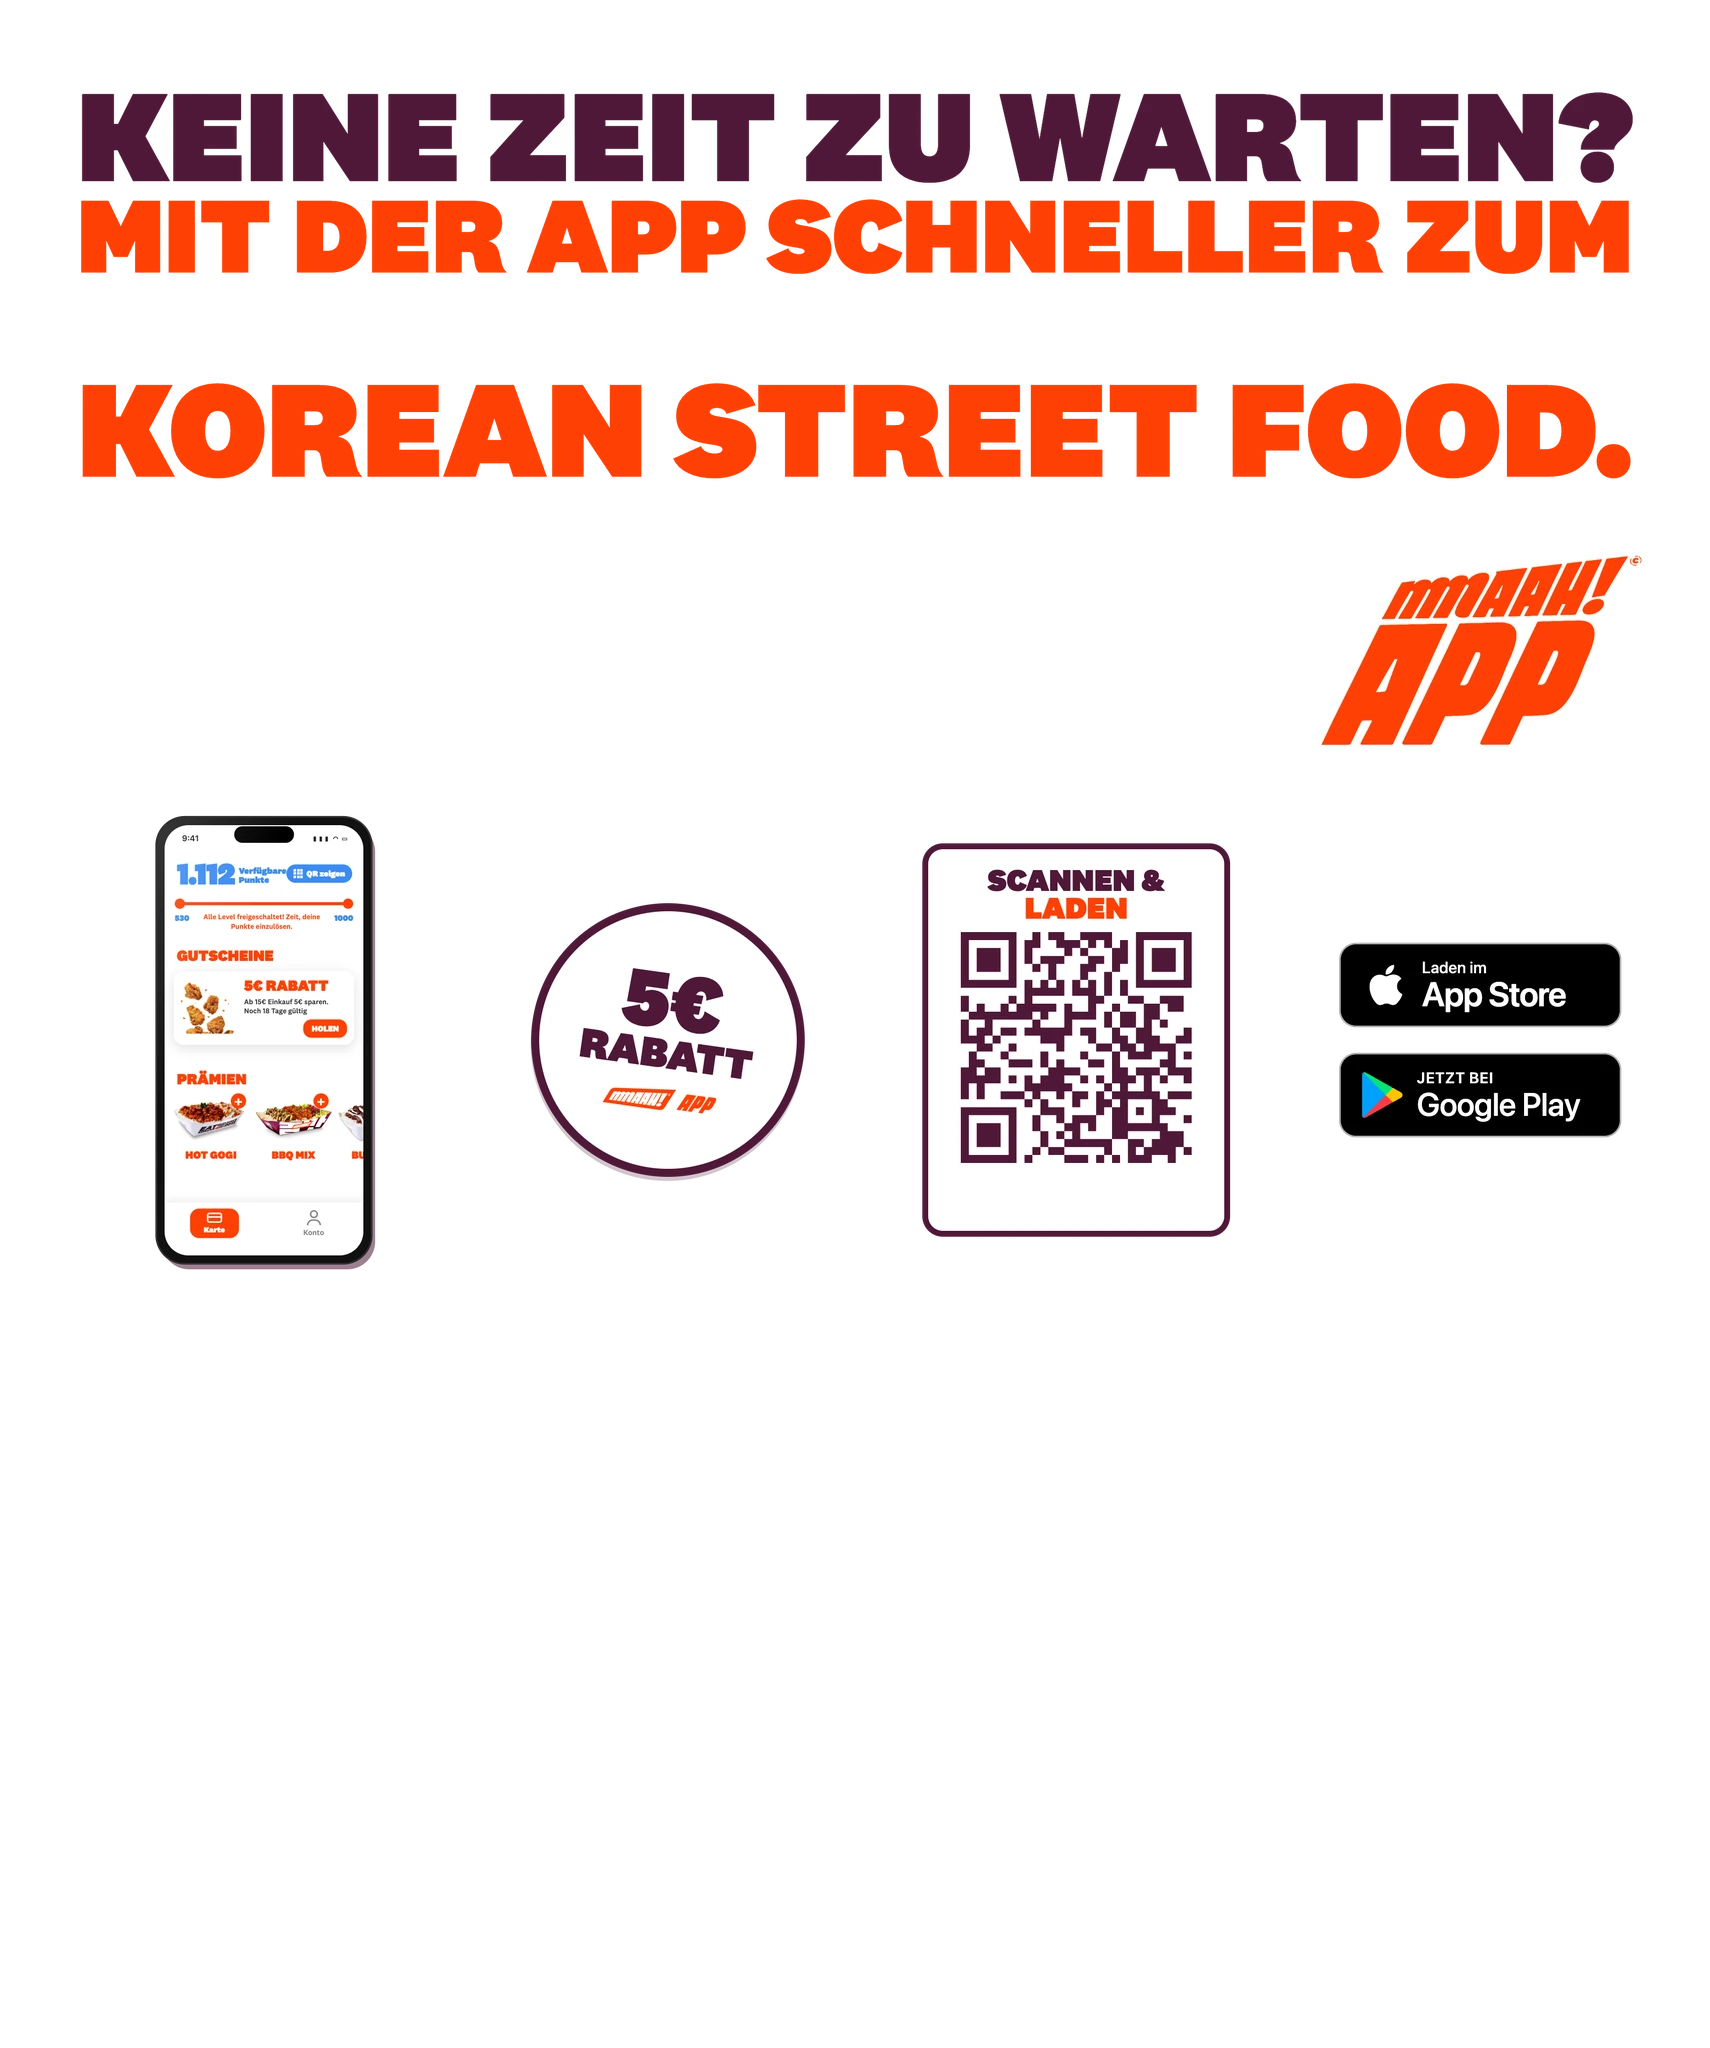 KEINE ZEIT ZU WARTEN?
MIT DER APP SCHNELLER ZUM
KOREAN STREET FOOD.
mmAAH!
APP
9:41
1.112 Verfügbare Punkte
QR zeigen
530
Alle Level freigeschaltet! Zeit, deine
Punkte einzulösen.
1000
GUTSCHEINE
5€ RABATT
Ab 15€ Einkauf 5€ sparen.
Noch 18 Tage gültig
HOLEN
PRÄMIEN
HOT GOGI
BBQ MIX
BU
Karte
Konto
5€
RABATT
mmAAH! APP
SCANNEN &
LADEN
Laden im
App Store
JETZT BEI
Google Play